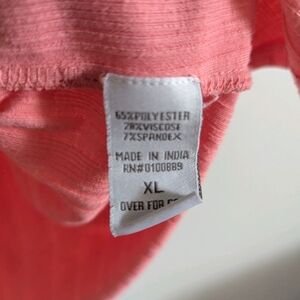 65%POLYESTER
28%VISCOSE
7%SPANDEX
MADE IN INDIA
RN#0100889
XL
OVER FOR